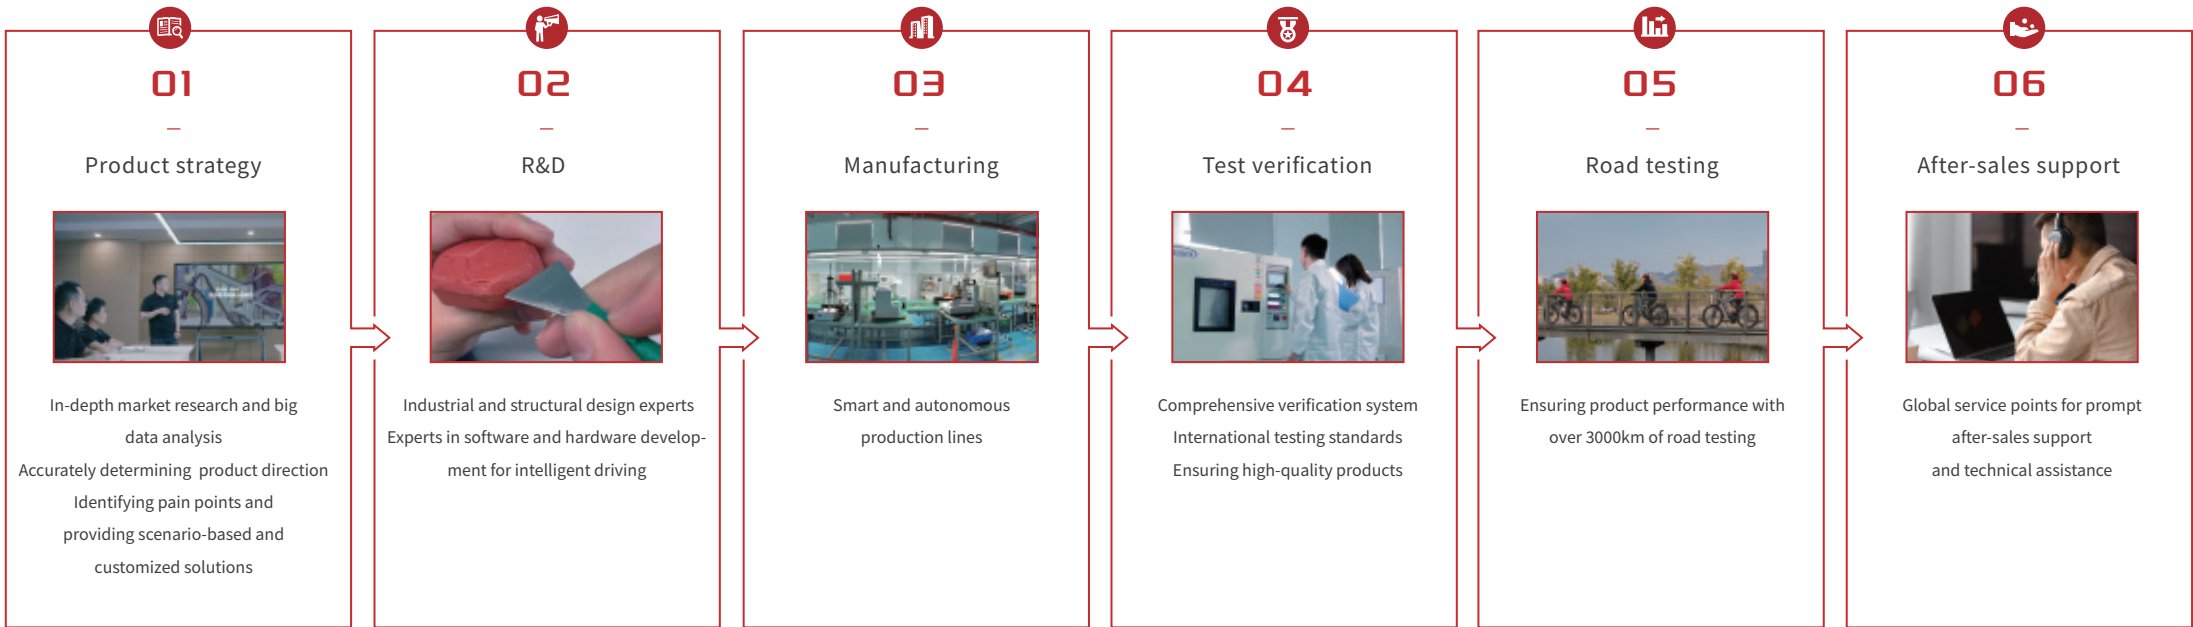 01
Product strategy
In-depth market research and big
data analysis
Accurately determining  product direction
Identifying pain points and
providing scenario-based and
customized solutions
02
R&D
Industrial and structural design experts
Experts in software and hardware develop-
ment for intelligent driving
03
Manufacturing
Smart and autonomous
production lines
04
Test verification
Comprehensive verification system
International testing standards
Ensuring high-quality products
05
Road testing
Ensuring product performance with
over 3000km of road testing
06
After-sales support
Global service points for prompt
after-sales support
and technical assistance